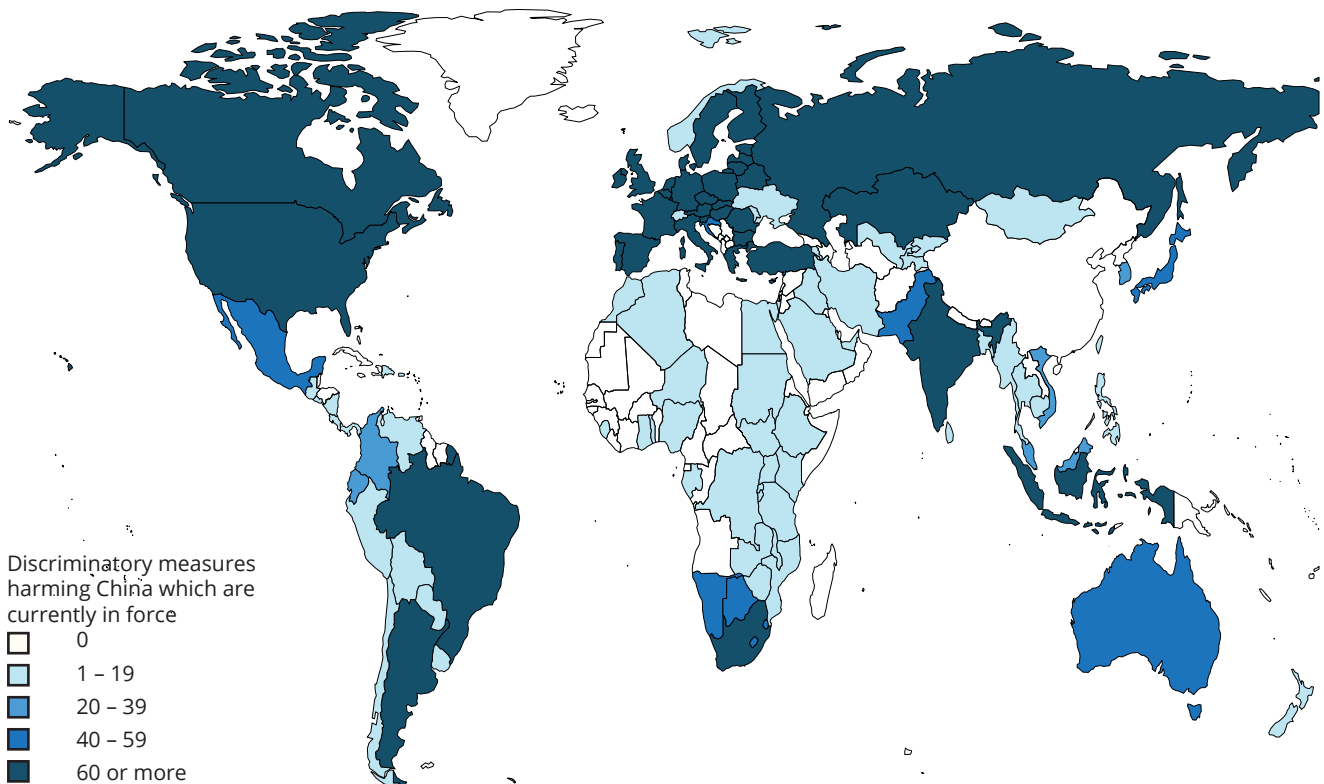 Discriminatory measures
harming China which are
currently in force
0
1 – 19
20 – 39
40 – 59
60 or more